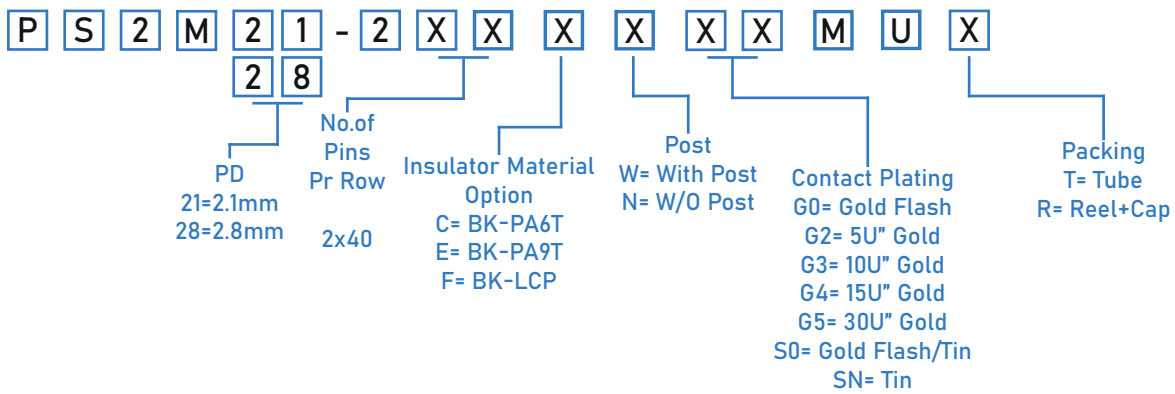 P S 2 M 2 1 - 2 X X X X X X M U X
2 8
PD
21=2.1mm
28=2.8mm
No.of
Pins
Pr Row
2x40
Insulator Material
Option
C= BK-PA6T
E= BK-PA9T
F= BK-LCP
Post
W= With Post
N= W/O Post
Contact Plating
G0= Gold Flash
G2= 5U” Gold
G3= 10U” Gold
G4= 15U” Gold
G5= 30U” Gold
S0= Gold Flash/Tin
SN= Tin
Packing
T= Tube
R= Reel+Cap